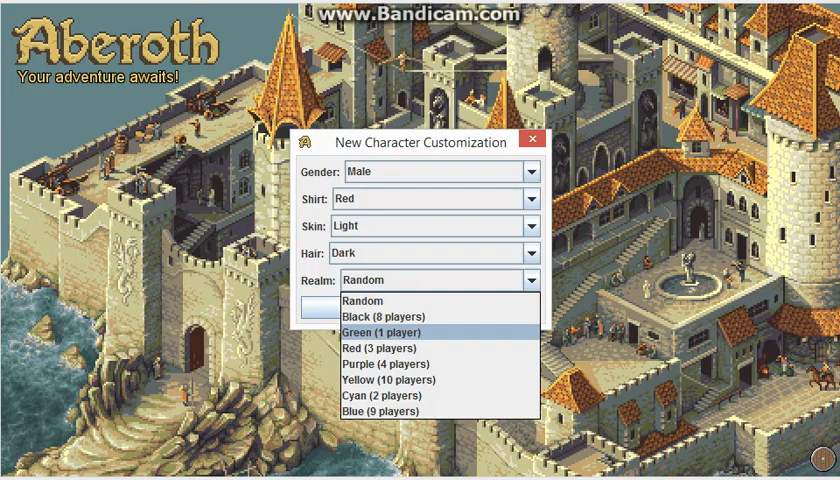 www.Bandicam.com
Aberoth
Your adventure awaits!
New Character Customization
Gender: Male
Shirt: Red
Skin: Light
Hair: Dark
Realm: Random
Random
Black (8 players)
Green (1 player)
Red (3 players)
Purple (4 players)
Yellow (10 players)
Cyan (2 players)
Blue (9 players)